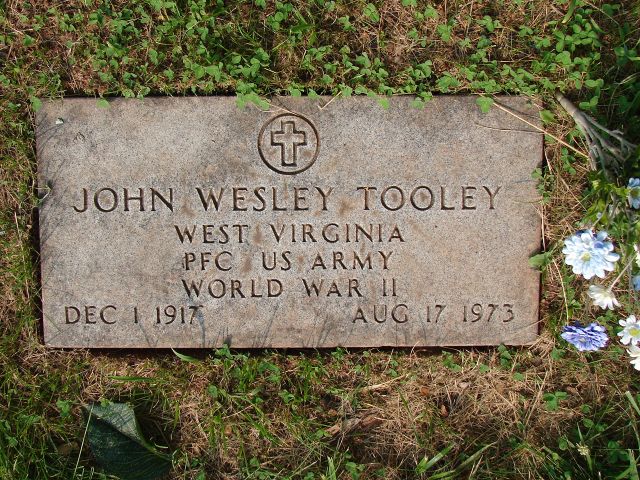 JOHN WESLEY TOOLEY
WEST VIRGINIA
PFC US ARMY
WORLD WAR II
DEC 1 1917 AUG 17 1973